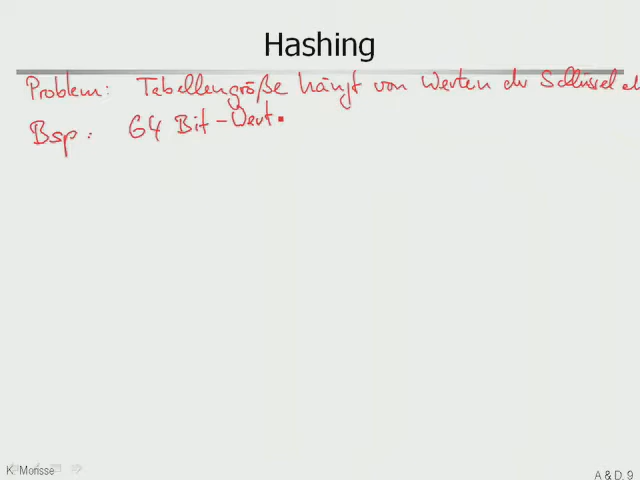 Hashing
Problem: Tabellengröße hängt von Werten der Schlüssel ab
Bsp: 64 Bit-Wert
K. Morisse
A & D. 9